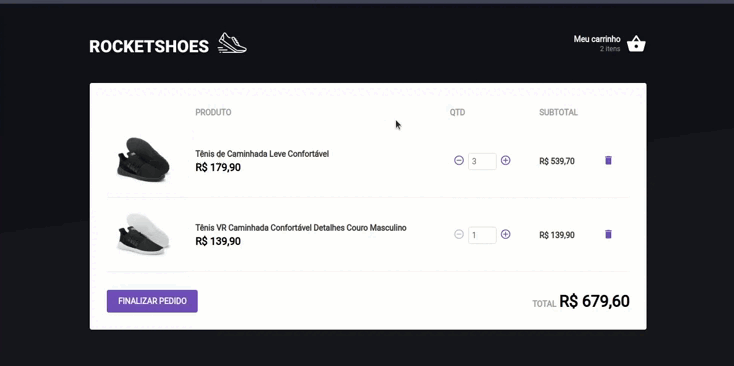 ROCKETSHOES
Meu carrinho
2 itens
PRODUTO QTD SUBTOTAL
Tênis de Caminhada Leve Confortável
R$ 179,90
3
R$ 539,70
Tênis VR Caminhada Confortável Detalhes Couro Masculino
R$ 139,90
1
R$ 139,90
FINALIZAR PEDIDO
TOTAL R$ 679,60